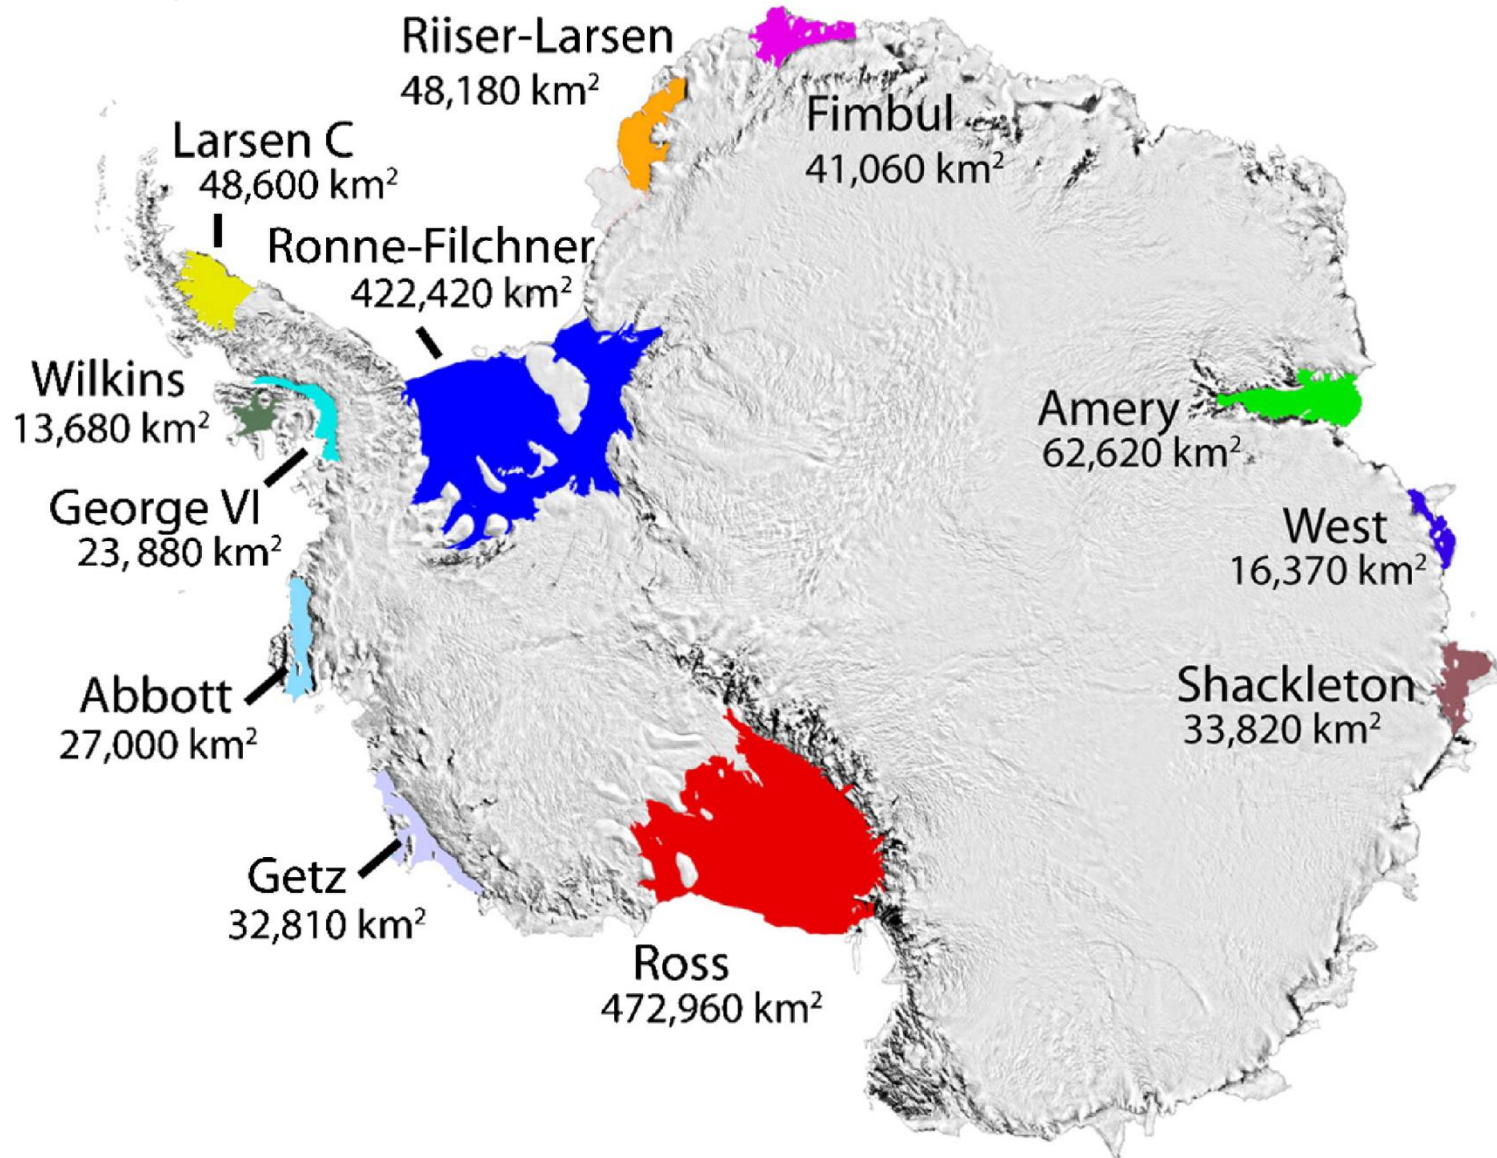 Riiser-Larsen
48,180 km²
Fimbul
41,060 km²
Larsen C
48,600 km²
Ronne-Filchner
422,420 km²
Wilkins
13,680 km²
Amery
62,620 km²
George VI
23,880 km²
West
16,370 km²
Abbott
27,000 km²
Shackleton
33,820 km²
Getz
32,810 km²
Ross
472,960 km²